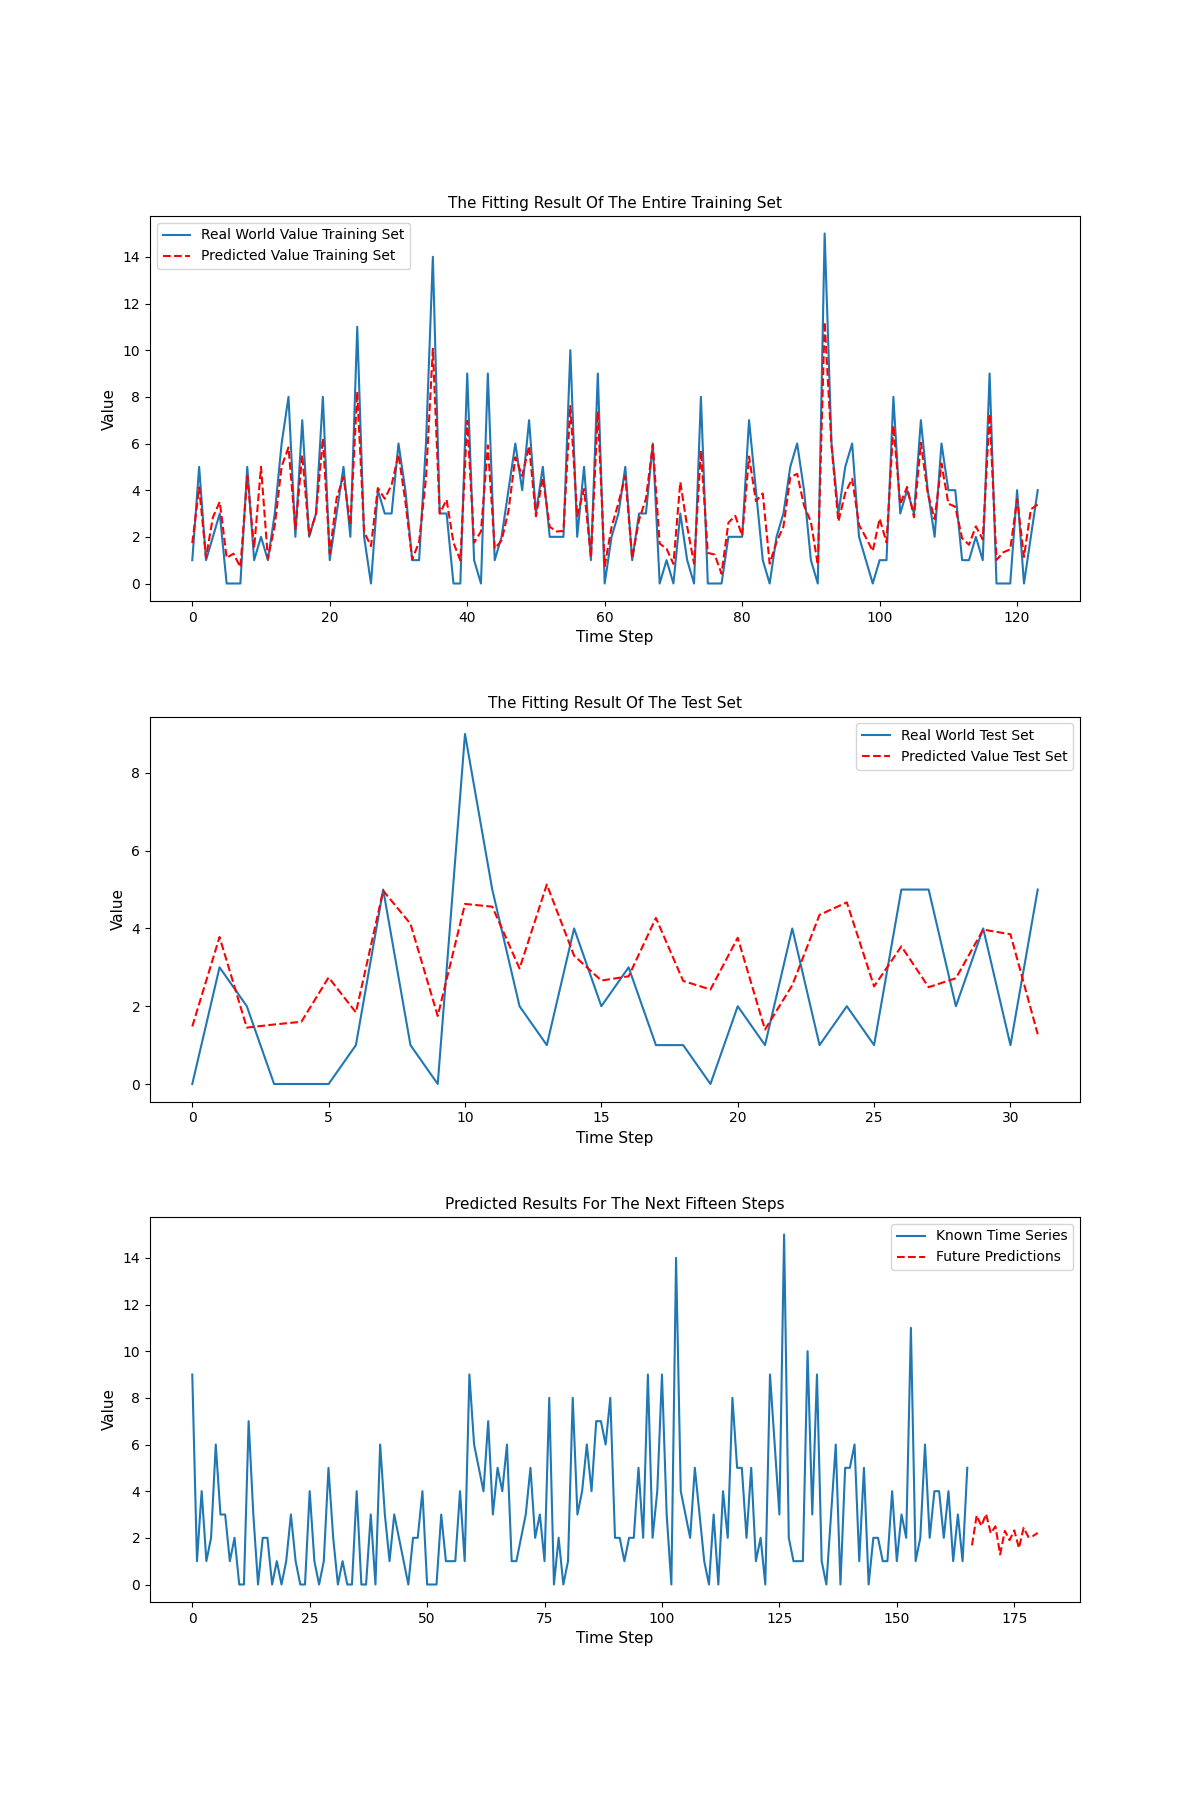 The Fitting Result Of The Entire Training Set
Real World Value Training Set
Predicted Value Training Set
Value
14
12
10
8
6
4
2
0
0 20 40 60 80 100 120
Time Step
The Fitting Result Of The Test Set
Real World Test Set
Predicted Value Test Set
Value
8
6
4
2
0
0 5 10 15 20 25 30
Time Step
Predicted Results For The Next Fifteen Steps
Known Time Series
Future Predictions
Value
14
12
10
8
6
4
2
0
0 25 50 75 100 125 150 175
Time Step